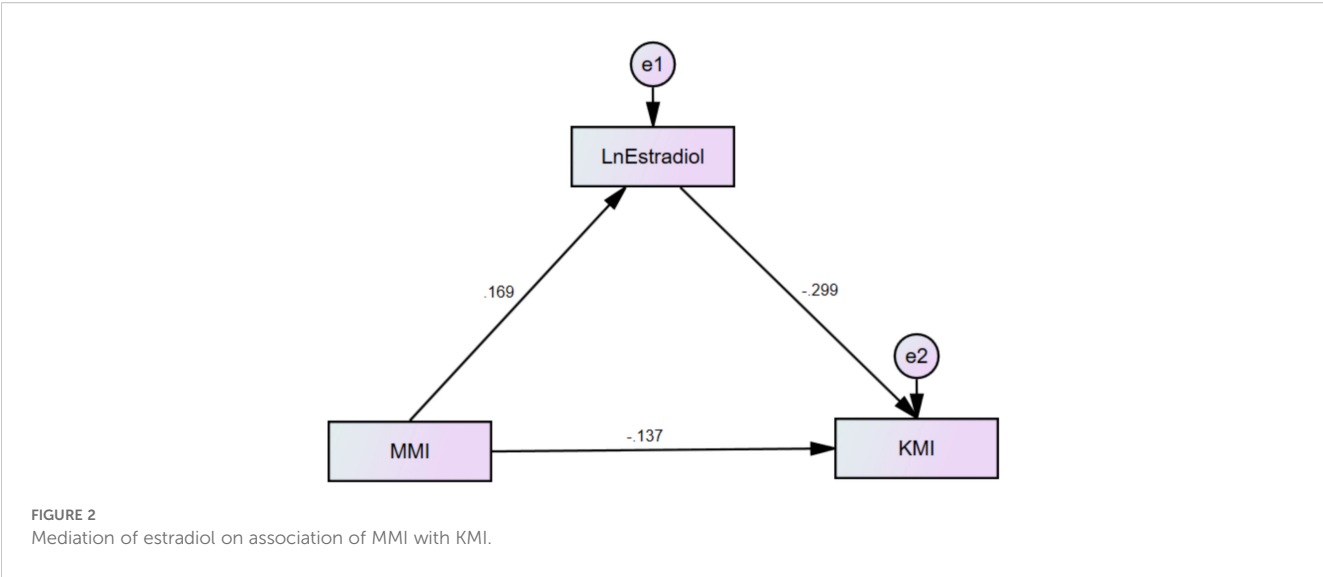 e1
LnEstradiol
.169
-.299
e2
MMI
-.137
KMI
FIGURE 2
Mediation of estradiol on association of MMI with KMI.